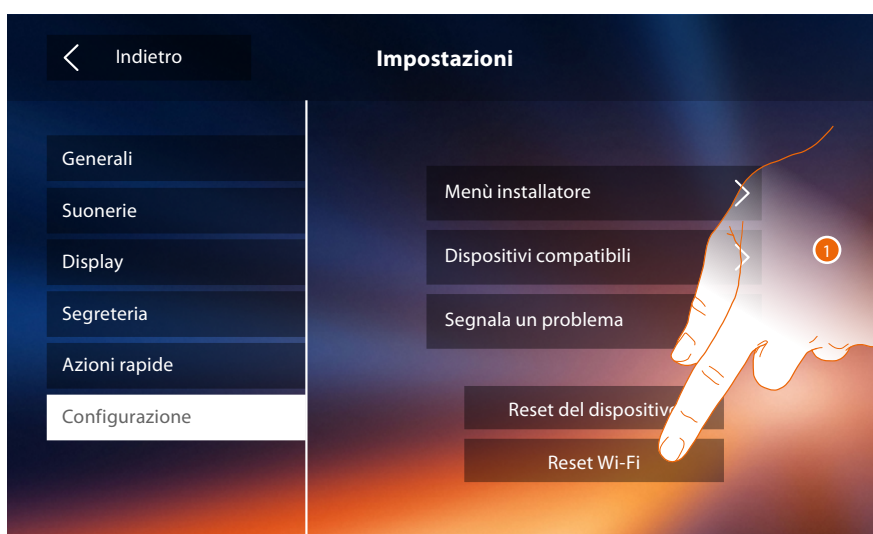 Indietro
Impostazioni
Generali
Suonerie
Display
Segreteria
Azioni rapide
Configurazione
Menù installatore
Dispositivi compatibili
Segnala un problema
Reset del dispositivo
Reset Wi-Fi
1